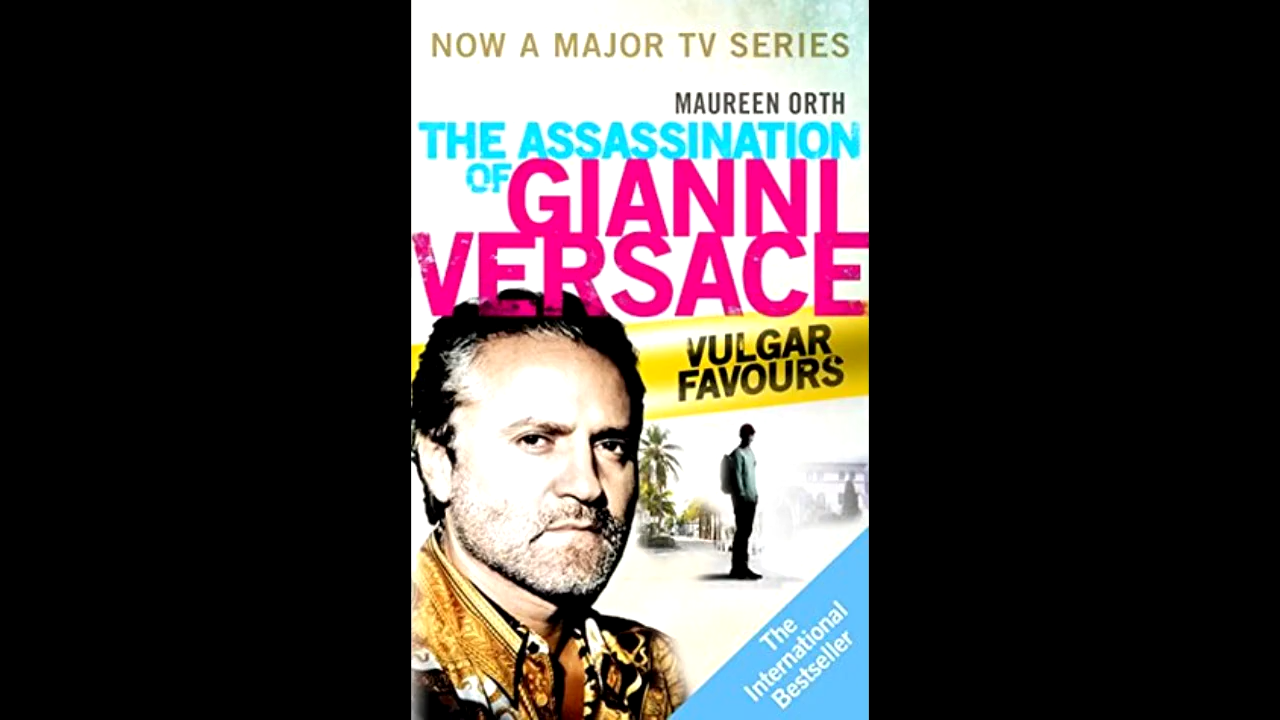 NOW A MAJOR TV SERIES
MAUREEN ORTH
THE ASSASSINATION
OF GIANNI
VERSACE
VULGAR
FAVOURS
The
International
Bestseller